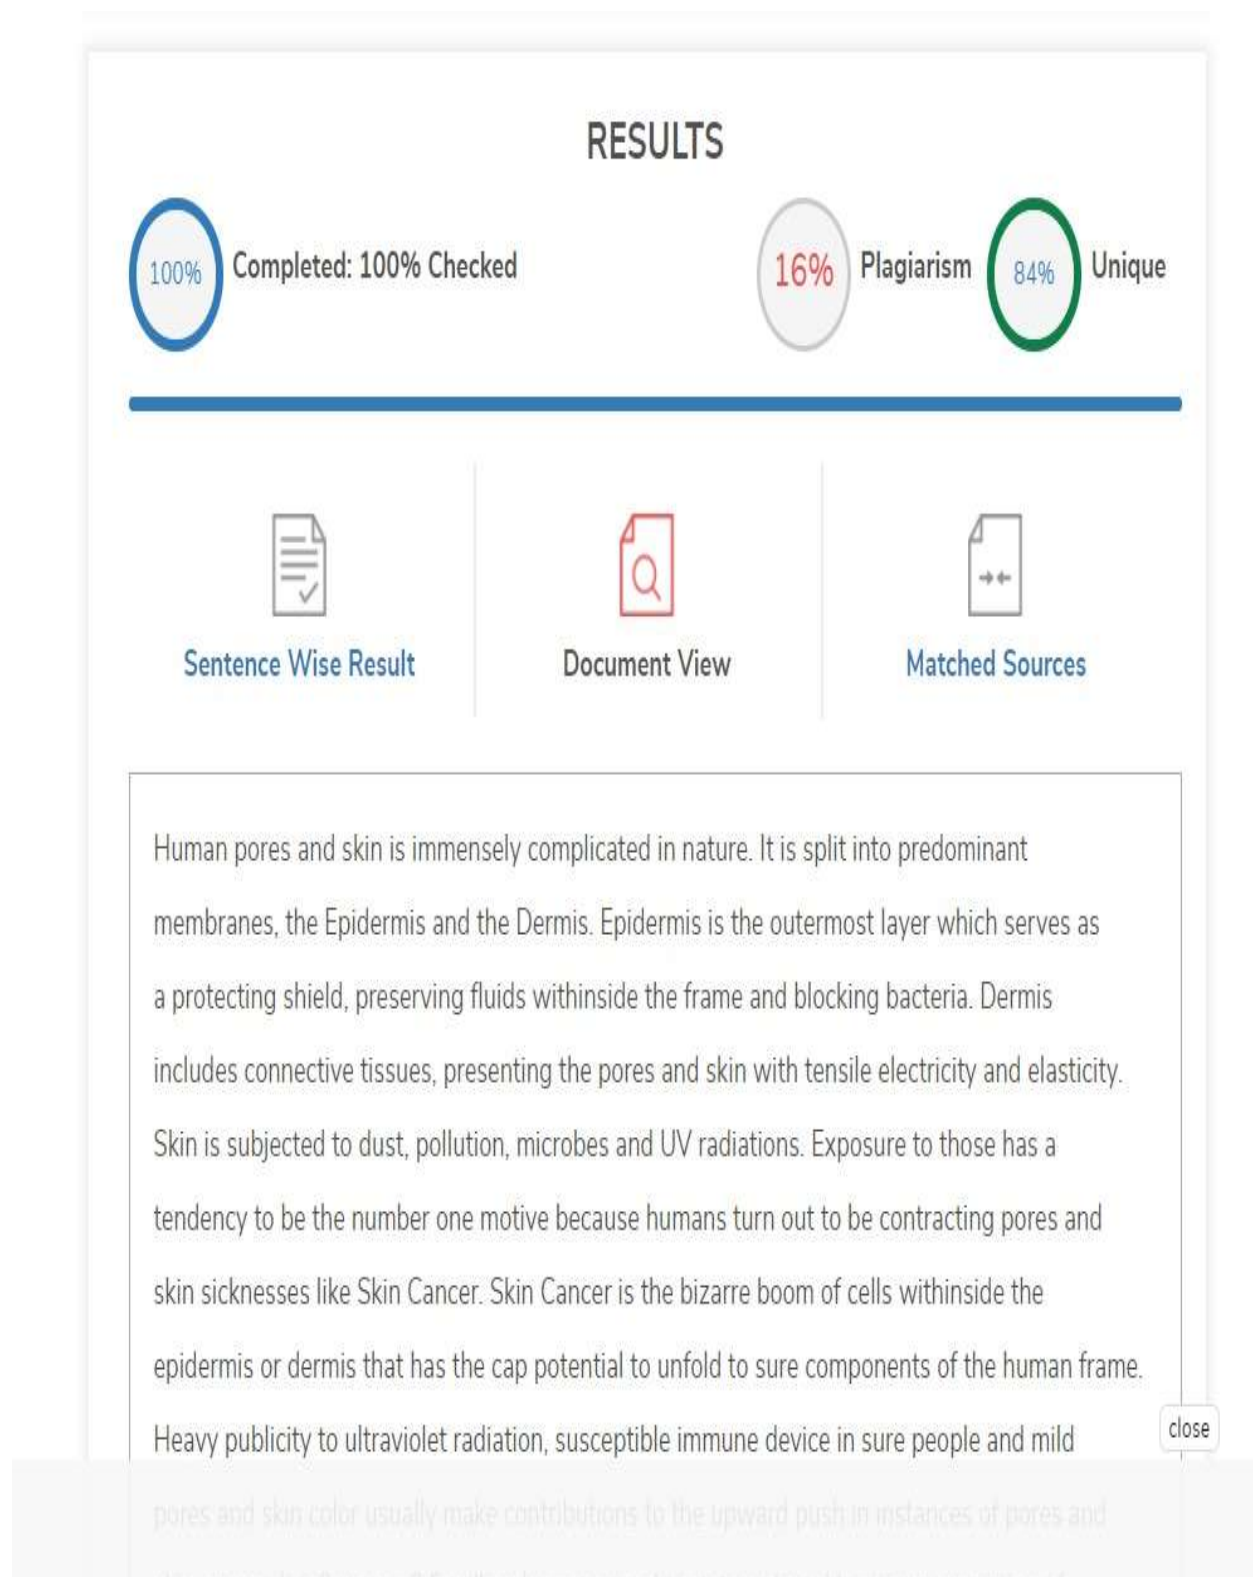 RESULTS
100% Completed: 100% Checked 16% Plagiarism 84% Unique
Sentence Wise Result Document View Matched Sources
Human pores and skin is immensely complicated in nature. It is split into predominant
membranes, the Epidermis and the Dermis. Epidermis is the outermost layer which serves as
a protecting shield, preserving fluids withinside the frame and blocking bacteria. Dermis
includes connective tissues, presenting the pores and skin with tensile electricity and elasticity.
Skin is subjected to dust, pollution, microbes and UV radiations. Exposure to those has a
tendency to be the number one motive because humans turn out to be contracting pores and
skin sicknesses like Skin Cancer. Skin Cancer is the bizarre boom of cells withinside the
epidermis or dermis that has the cap potential to unfold to sure components of the human frame.
close
Heavy publicity to ultraviolet radiation, susceptible immune device in sure people and mild
pores and skin color usually make contributions to the upward push in instances of pores and